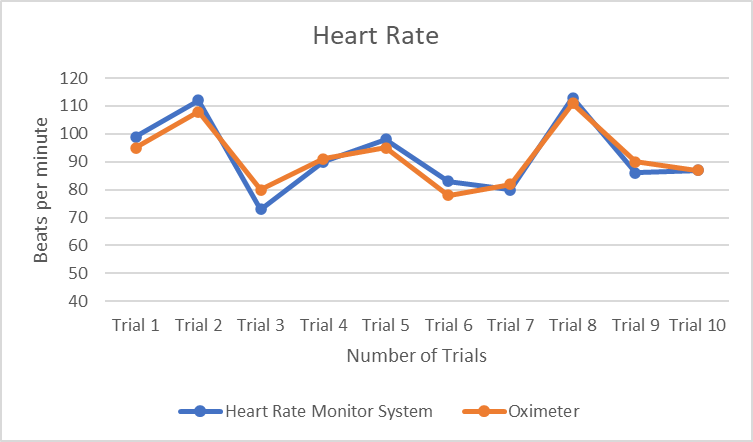 Heart Rate
120
110
100
90
80
70
60
50
40
Beats per minute
Trial 1 Trial 2 Trial 3 Trial 4 Trial 5 Trial 6 Trial 7 Trial 8 Trial 9 Trial 10
Number of Trials
Heart Rate Monitor System Oximeter